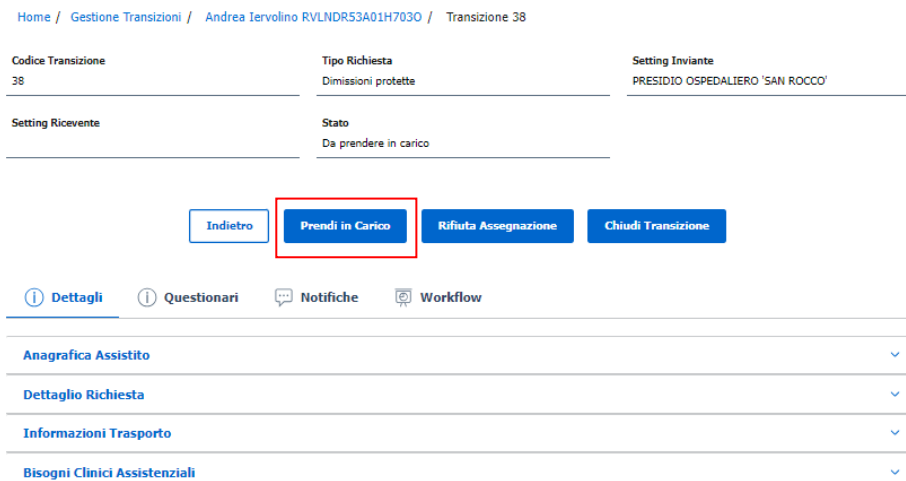 Home / Gestione Transizioni / Andrea Iervolino RVLNDR53A01H703O / Transizione 38
Codice Transizione
38
Tipo Richiesta
Dimissioni protette
Setting Inviante
PRESIDIO OSPEDALIERO 'SAN ROCCO'
Setting Ricevente
Stato
Da prendere in carico
Indietro
Prendi in Carico
Rifiuta Assegnazione
Chiudi Transizione
Dettagli
Questionari
Notifiche
Workflow
Anagrafica Assistito
Dettaglio Richiesta
Informazioni Trasporto
Bisogni Clinici Assistenziali